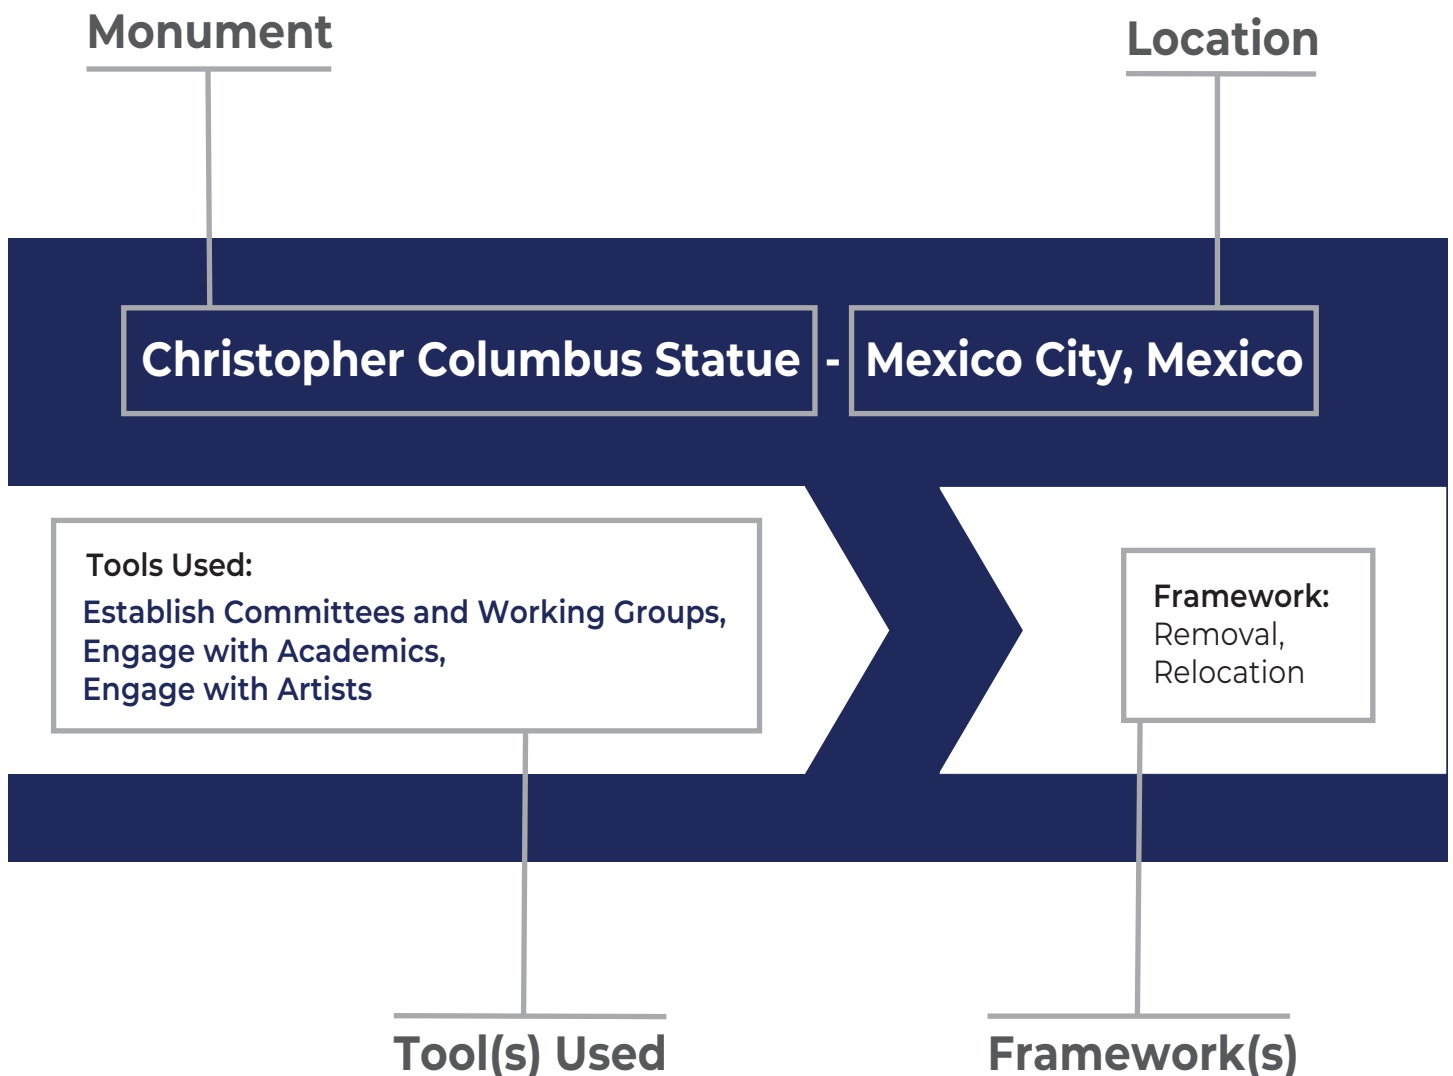 Monument
Location
Christopher Columbus Statue - Mexico City, Mexico
Tools Used:
Establish Committees and Working Groups,
Engage with Academics,
Engage with Artists
Framework:
Removal,
Relocation
Tool(s) Used
Framework(s)